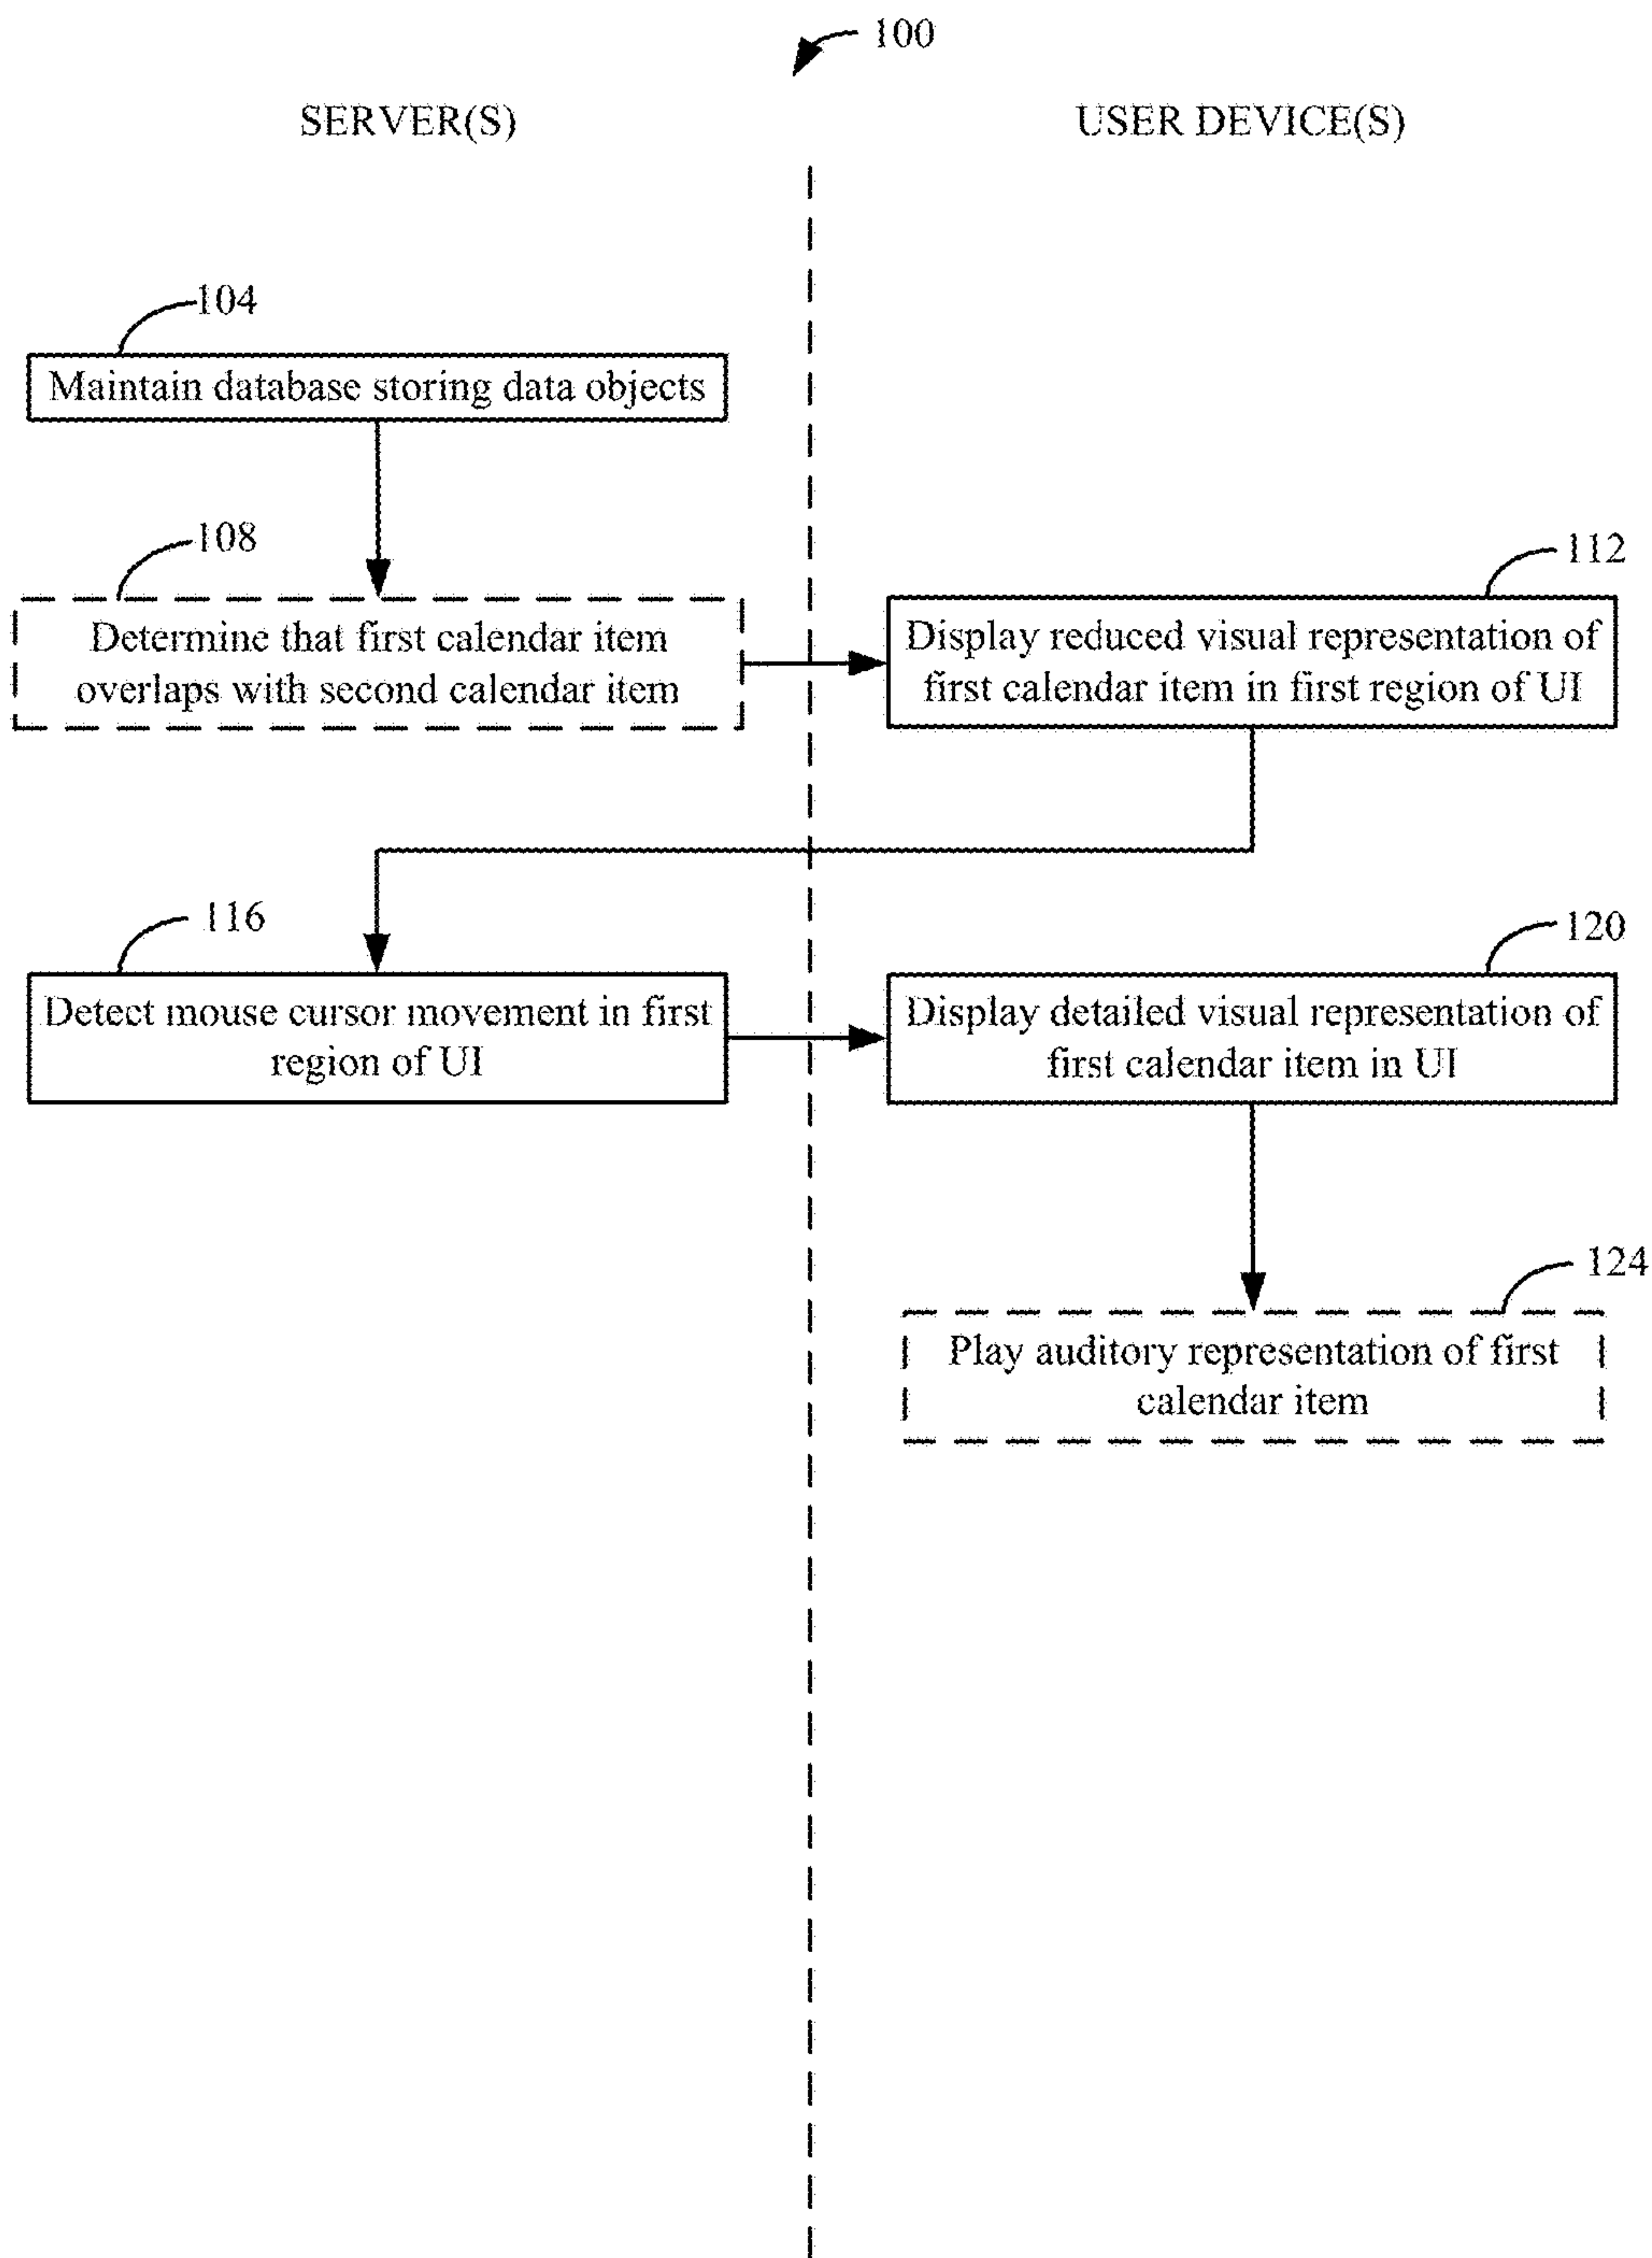 100
SERVER(S)
USER DEVICE(S)
104
Maintain database storing data objects
108
Determine that first calendar item
overlaps with second calendar item
112
Display reduced visual representation of
first calendar item in first region of UI
116
Detect mouse cursor movement in first
region of UI
120
Display detailed visual representation of
first calendar item in UI
124
Play auditory representation of first
calendar item